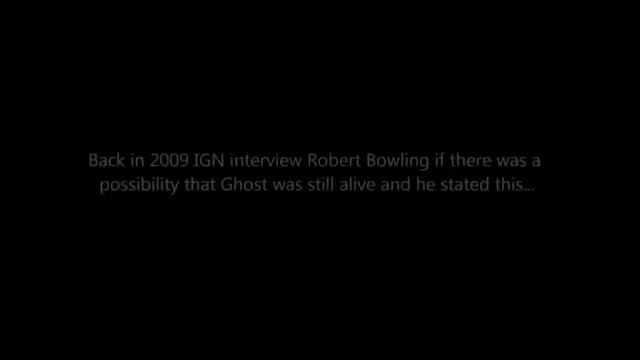 Back in 2009 IGN interview Robert Bowling if there was a
possibility that Ghost was still alive and he stated this...